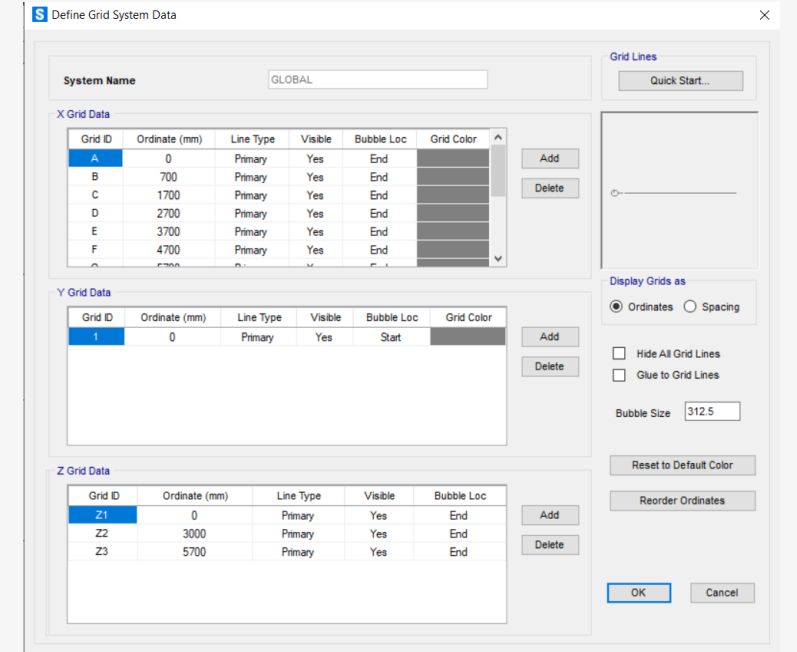 S Define Grid System Data
Grid Lines
System Name GLOBAL
Quick Start...
X Grid Data
Grid ID Ordinate (mm) Line Type Visible Bubble Loc Grid Color
A 0 Primary Yes End
B 700 Primary Yes End
C 1700 Primary Yes End
D 2700 Primary Yes End
E 3700 Primary Yes End
F 4700 Primary Yes End
Add
Delete
Y Grid Data
Grid ID Ordinate (mm) Line Type Visible Bubble Loc Grid Color
1 0 Primary Yes Start
Add
Delete
Display Grids as
Ordinates Spacing
Hide All Grid Lines
Glue to Grid Lines
Bubble Size 312.5
Z Grid Data
Grid ID Ordinate (mm) Line Type Visible Bubble Loc
Z1 0 Primary Yes End
Z2 3000 Primary Yes End
Z3 5700 Primary Yes End
Add
Delete
Reset to Default Color
Reorder Ordinates
OK Cancel